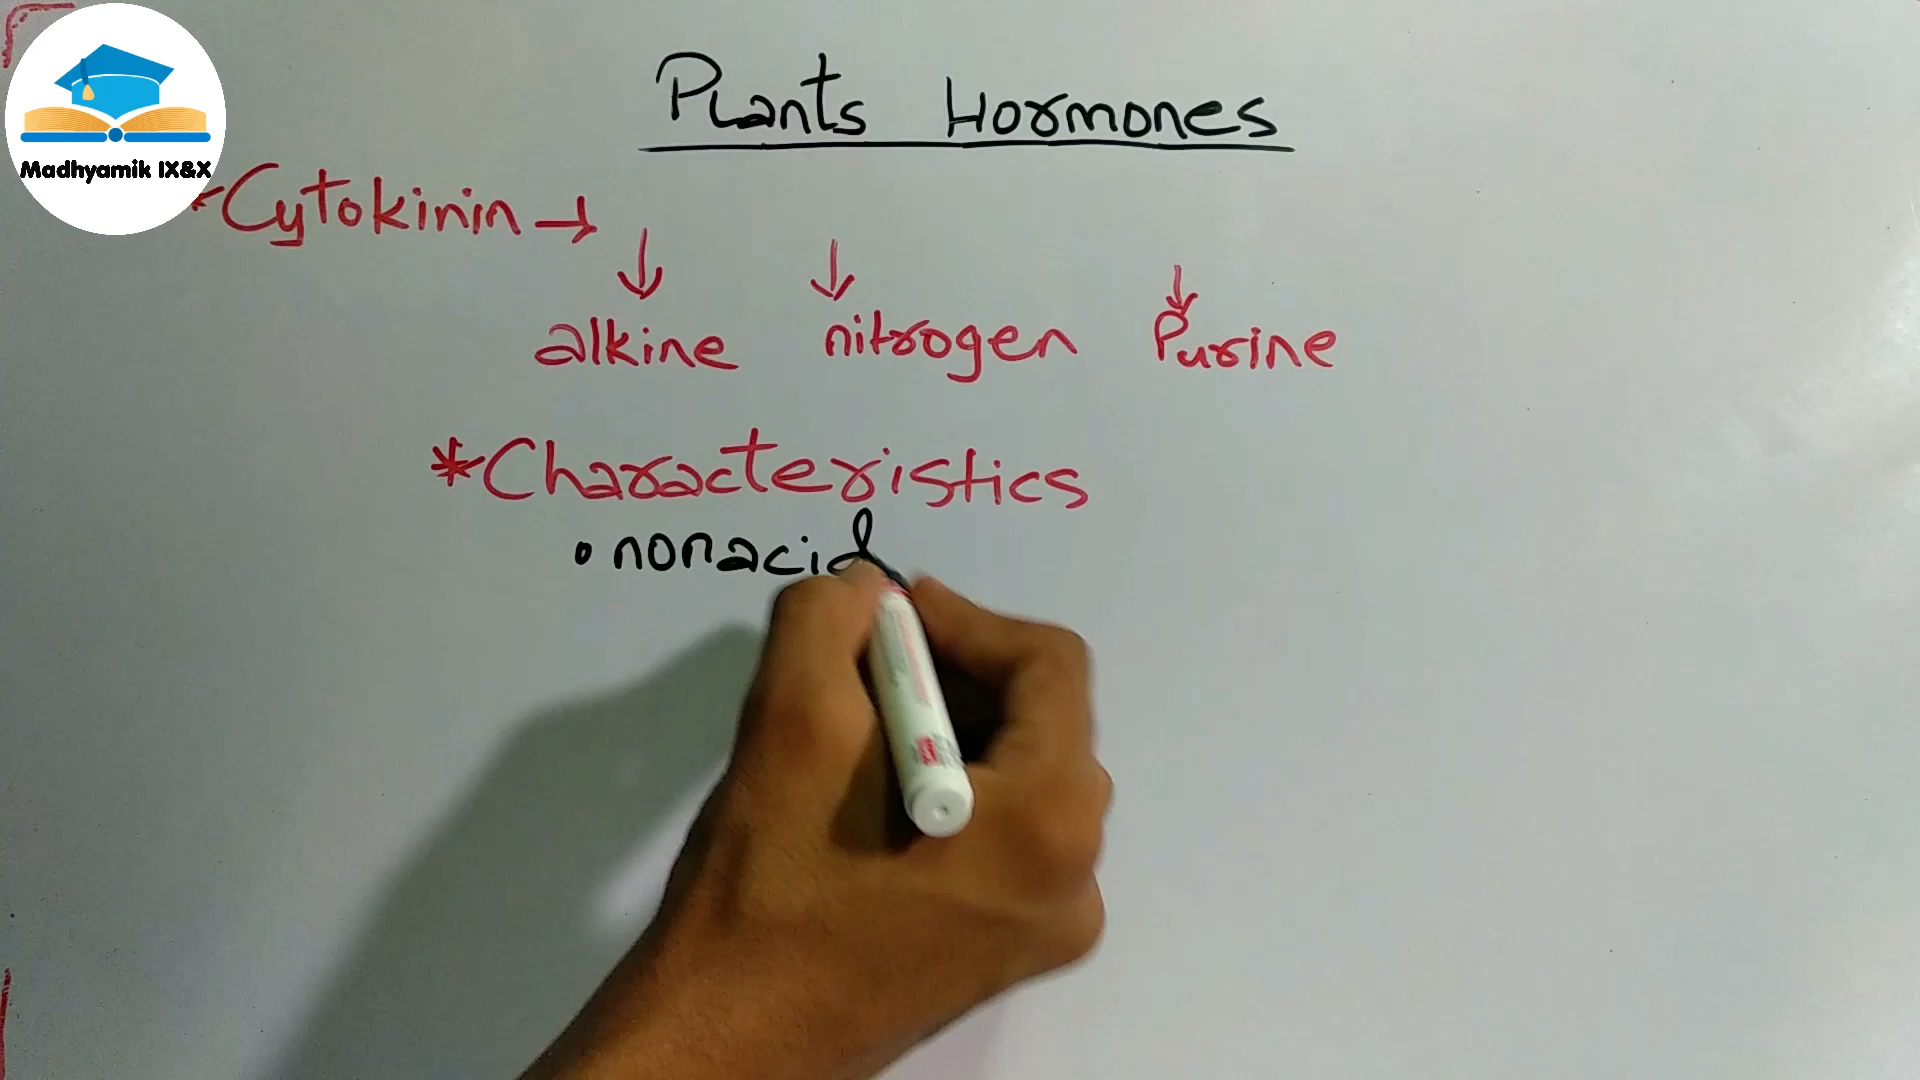 Plants Hormones
Madhyamik IX&X
*Cytokinin →
↓ ↓ ↓
alkine nitrogen Purine
*Characteristics
• nonacid